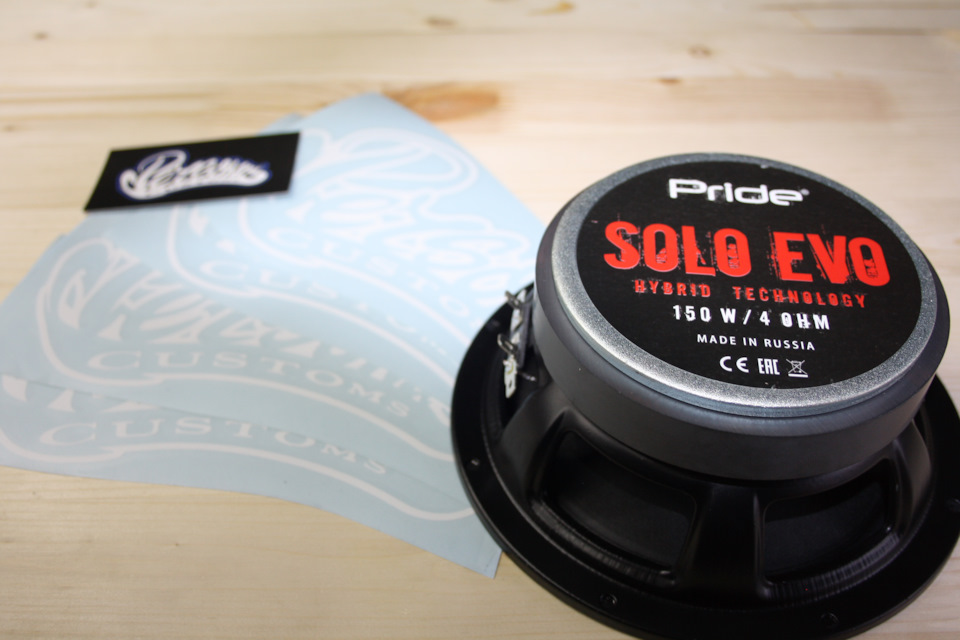 Pride®
SOLO EVO
HYBRID TECHNOLOGY
150 W/4 OHM
MADE IN RUSSIA
CE EAC
CUSTOMS
CUSTOMS
CUSTOMS